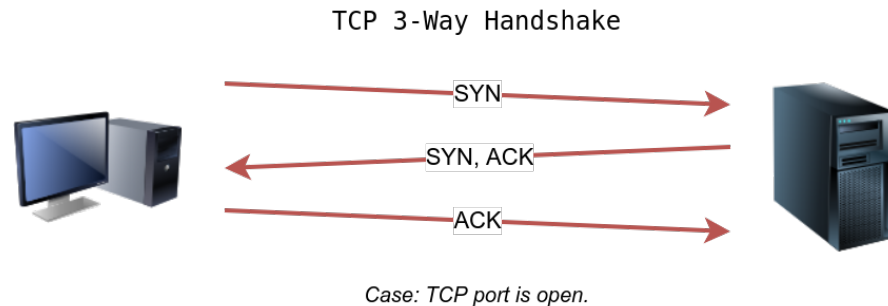 TCP 3-Way Handshake
SYN
SYN, ACK
ACK
Case: TCP port is open.